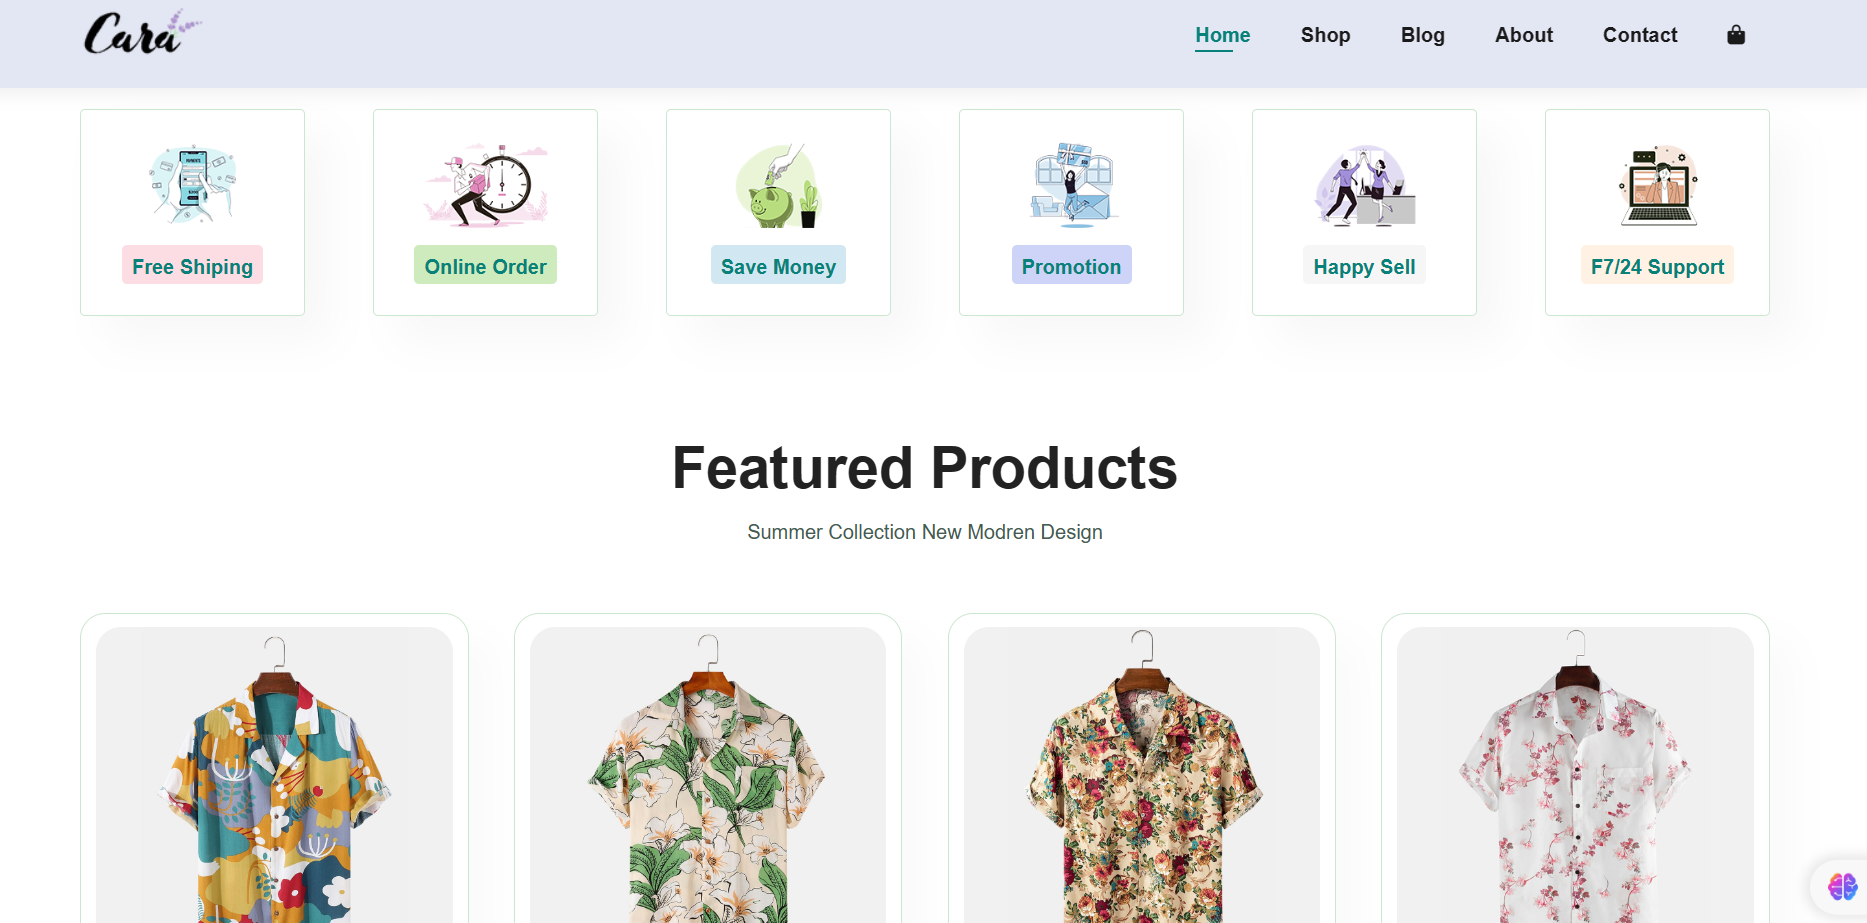 Cara
Home Shop Blog About Contact
PAYMENTS
Free Shiping Online Order Save Money Promotion Happy Sell F7/24 Support
Featured Products
Summer Collection New Modren Design